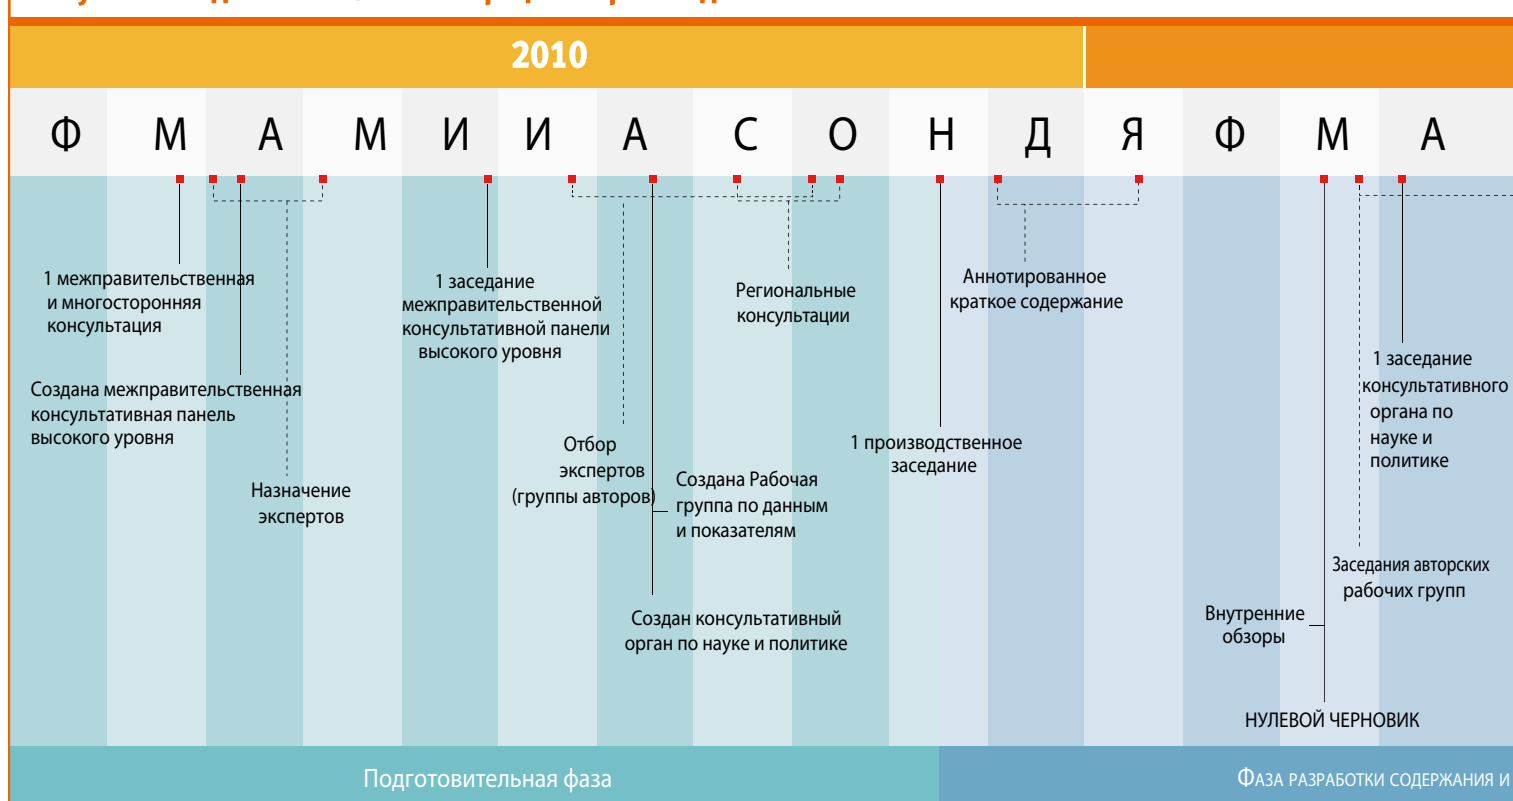 2010
Ф М А М И И А С О Н Д Я Ф М А
1 межправительственная
и многосторонняя
консультация
Создана межправительственная
консультативная панель
высокого уровня
Назначение
экспертов
1 заседание
межправительственной
консультативной панели
высокого уровня
Отбор
экспертов
(группы авторов)
Создана Рабочая
группа по данным
и показателям
Создан консультативный
орган по науке и политике
Региональные
консультации
1 производственное
заседание
Аннотированное
краткое содержание
1 заседание
консультативного
органа по
науке и
политике
Заседания авторских
рабочих групп
Внутренние
обзоры
НУЛЕВОЙ ЧЕРНОВИК
Подготовительная фаза
Фаза разработки содержания и